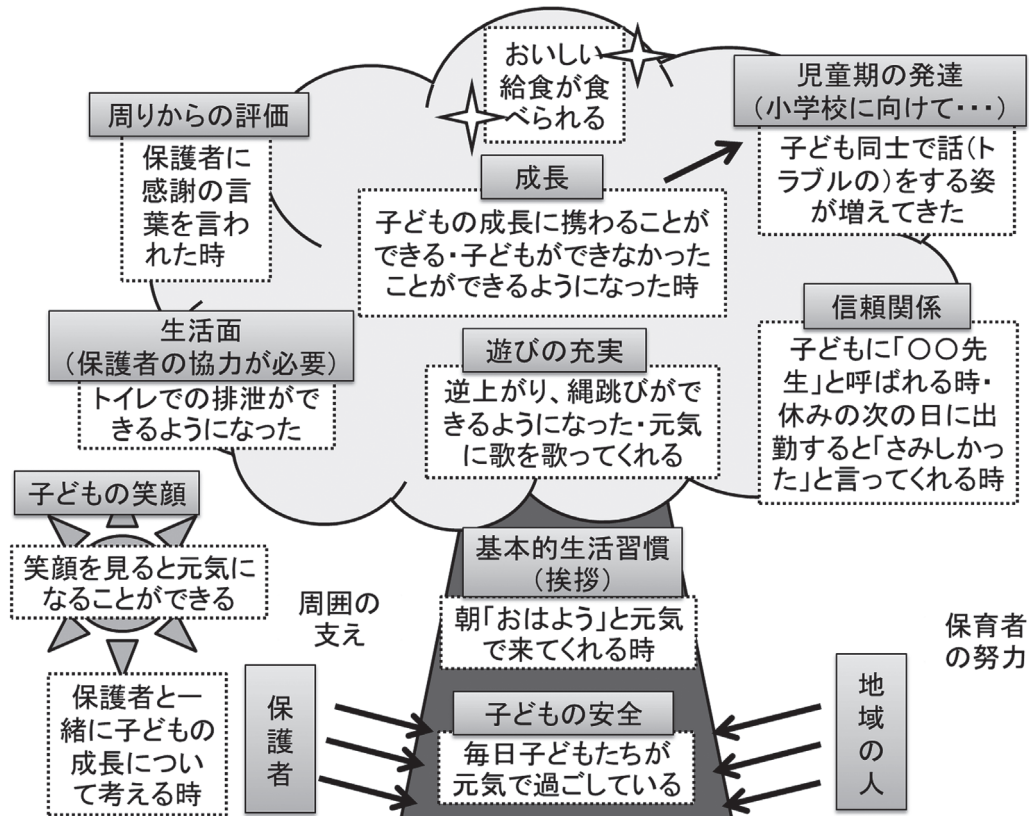 おいしい
給食が食
べられる
周りからの評価
保護者に
感謝の言
葉を言わ
れた時
児童期の発達
(小学校に向けて・・・)
子ども同士で話(ト
ラブルの)をする姿
が増えてきた
成長
子どもの成長に携わることが
できる・子どもができなかった
ことができるようになった時
生活面
(保護者の協力が必要)
トイレでの排泄がで
きるようになった
遊びの充実
逆上がり、縄跳びがで
きるようになった・元気
に歌を歌ってくれる
信頼関係
子どもに「〇〇先
生」と呼ばれる時・
休みの次の日に出
勤すると「さみしかっ
た」と言ってくれる時
子どもの笑顔
笑顔を見ると元気に
なることができる
保護者と一
緒に子どもの
成長につい
て考える時
周囲の
支え
保護者
基本的生活習慣
(挨拶)
朝「おはよう」と元気
で来てくれる時
子どもの安全
毎日子どもたちが
元気で過ごしている
地域の人
保育者
の努力